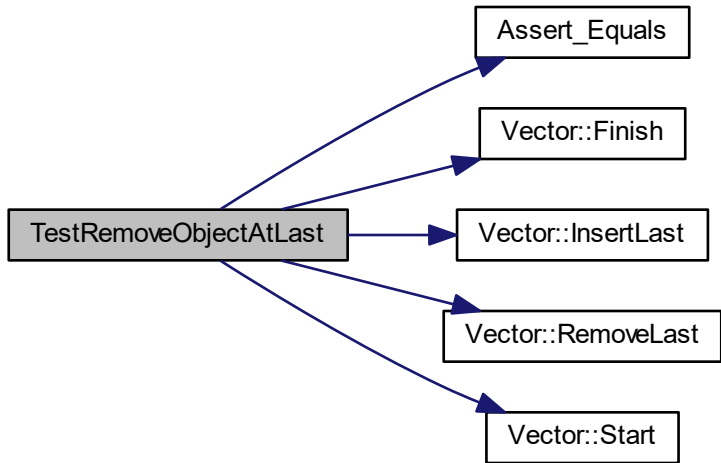 Assert_Equals
Vector::Finish
TestRemoveObjectAtLast
Vector::InsertLast
Vector::RemoveLast
Vector::Start